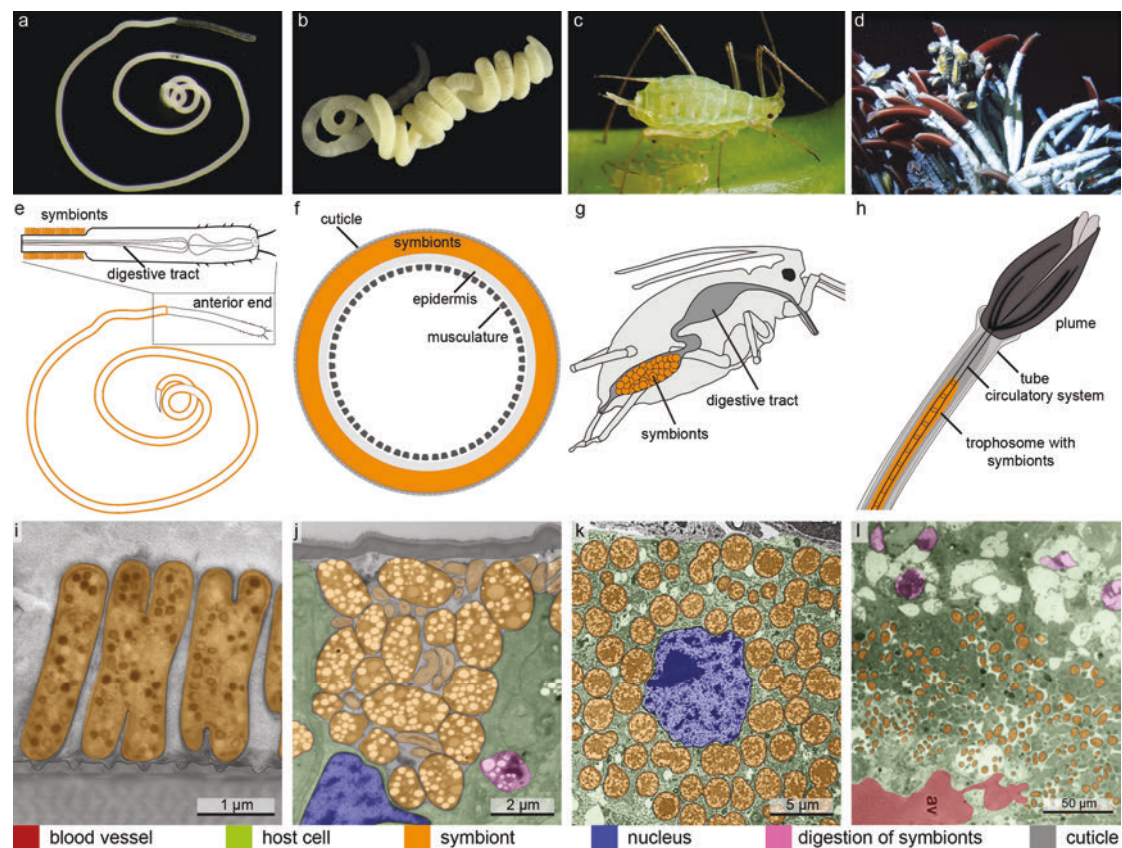 a
b
c
d
e
symbionts
digestive tract
anterior end
f
cuticle
symbionts
epidermis
musculature
g
digestive tract
symbionts
h
plume
tube
circulatory system
trophosome with
symbionts
i
1 µm
j
2 µm
k
5 µm
l
av
50 µm
blood vessel
host cell
symbiont
nucleus
digestion of symbionts
cuticle